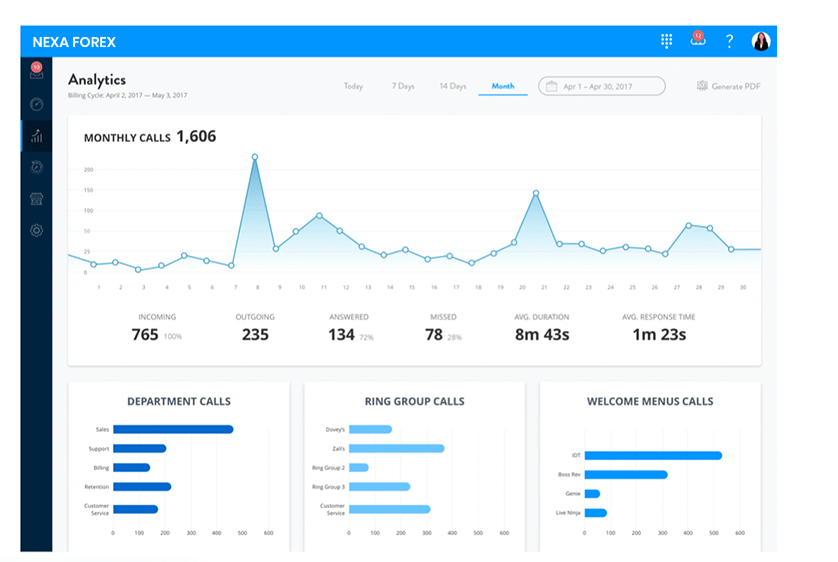 NEXA FOREX
12
?
10
Analytics
Billing Cycle: April 2, 2017 — May 3, 2017
Today 7 Days 14 Days Month Apr 1 – Apr 30, 2017 Generate PDF
MONTHLY CALLS 1,606
200
150
100
50
25
0
1 2 3 4 5 6 7 8 9 10 11 12 13 14 15 16 17 18 19 20 21 22 23 24 25 26 27 28 29 30
INCOMING OUTGOING ANSWERED MISSED AVG. DURATION AVG. RESPONSE TIME
765 100% 235 134 72% 78 28% 8m 43s 1m 23s
DEPARTMENT CALLS
Sales
Support
Billing
Retention
Customer
Service
0 100 200 300 400 500 600
RING GROUP CALLS
Dovey's
Zall's
Ring Group 2
Ring Group 3
Customer
Service
0 100 200 300 400 500 600
WELCOME MENUS CALLS
IOT
Boss Rev
Genie
Live Ninja
0 100 200 300 400 500 600